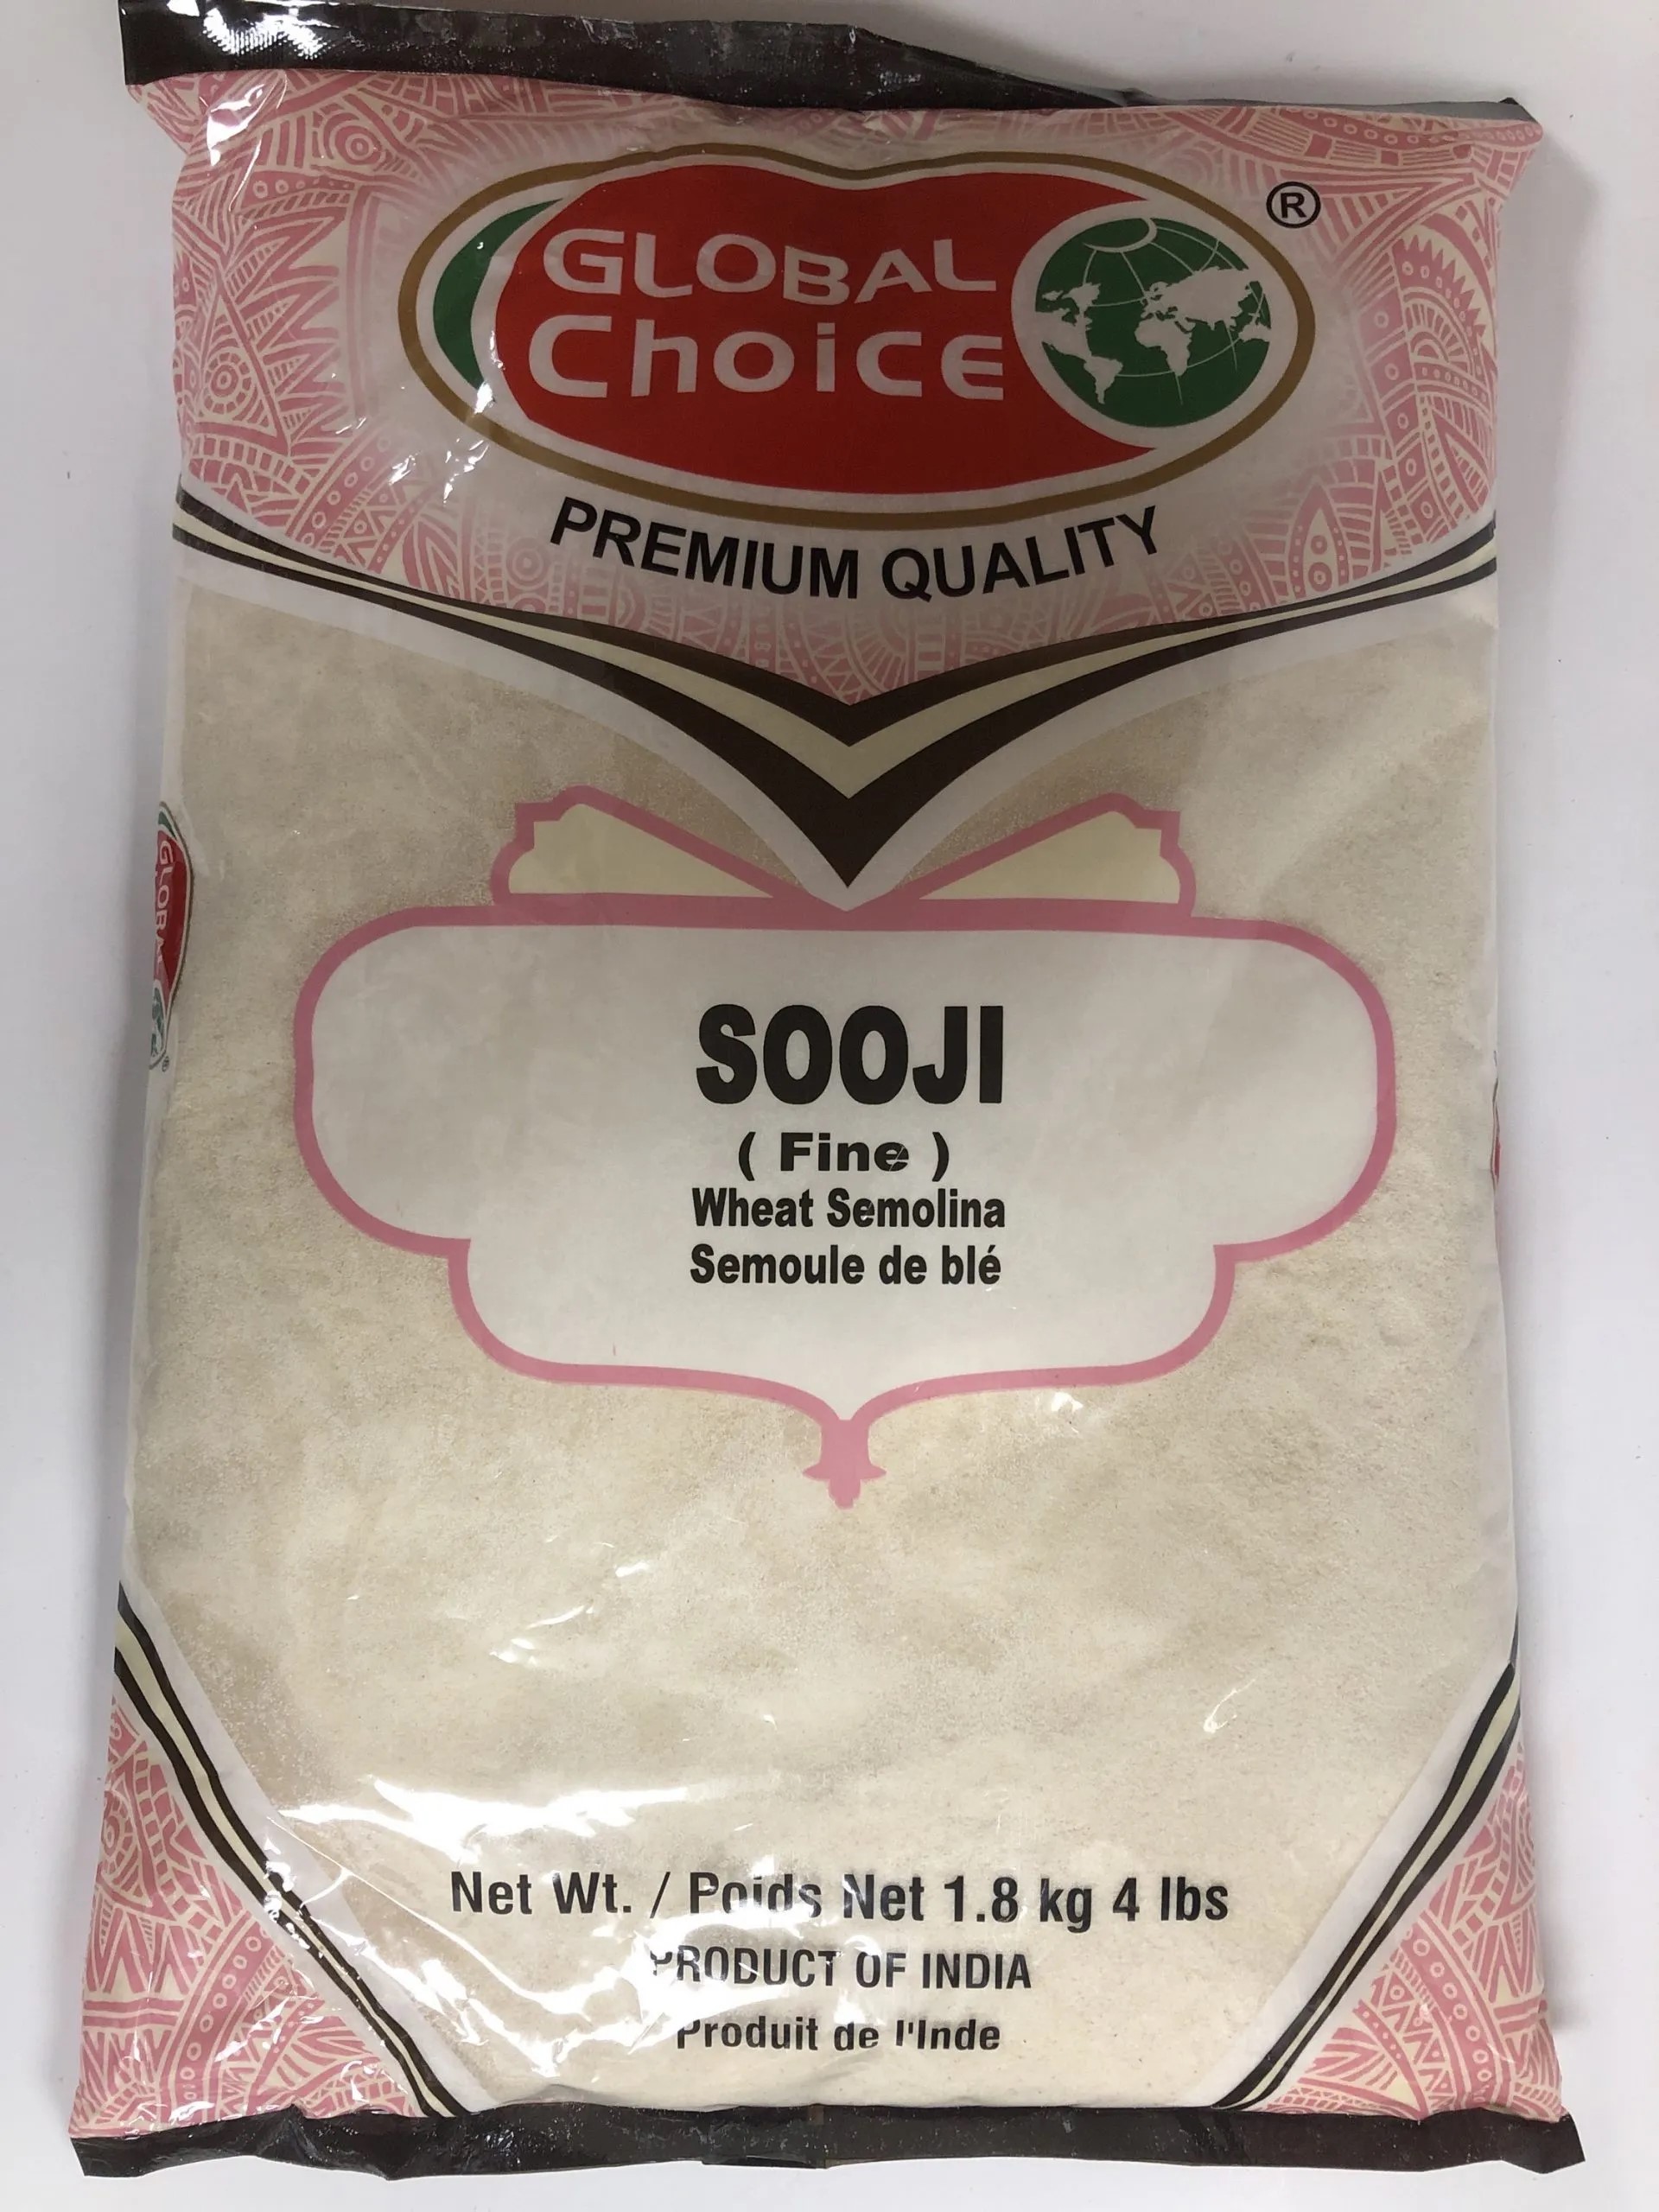 GLOBAL
Choice
®
PREMIUM QUALITY
GLOBAL
SOOJI
( Fine )
Wheat Semolina
Semoule de blé
Net Wt. / Poids Net 1.8 kg 4 lbs
PRODUCT OF INDIA
Produit de l'Inde